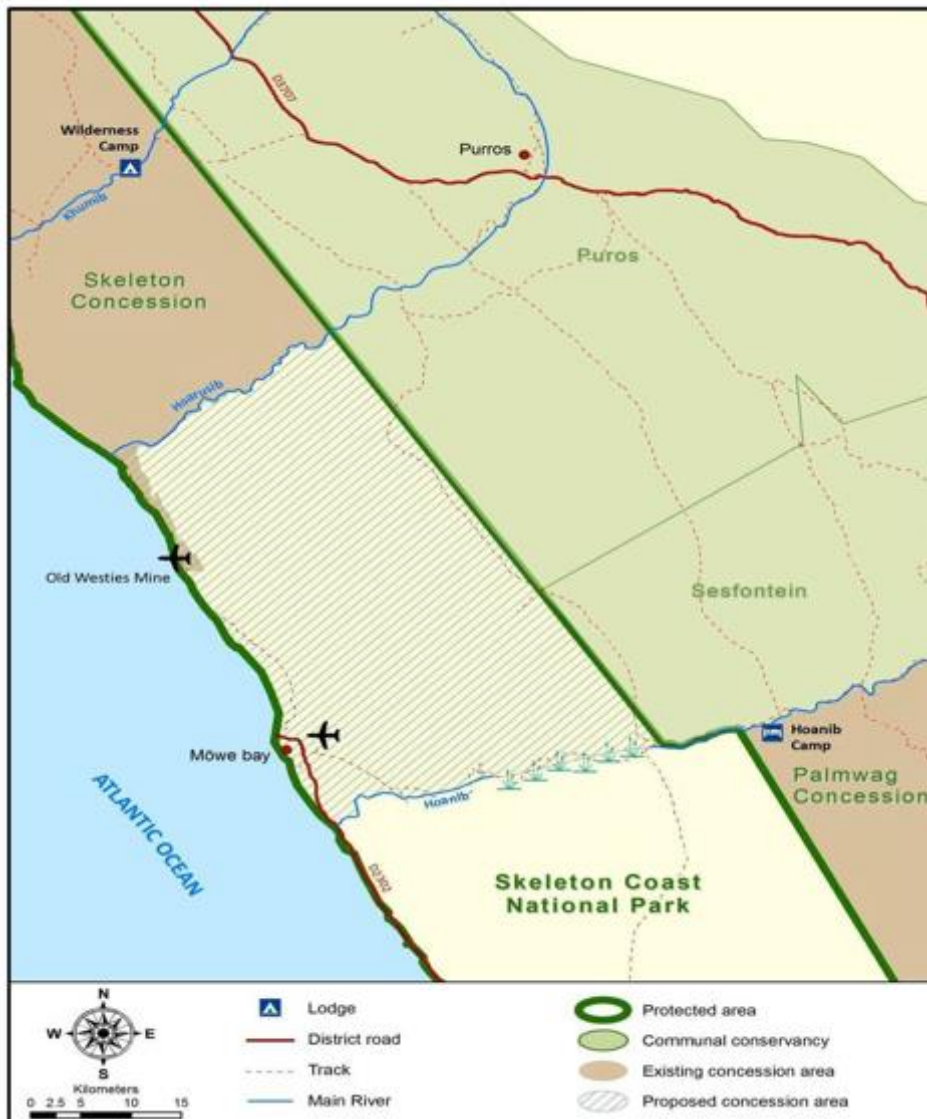 D3707
Wilderness
Camp
Purros
Khumib
Puros
Skeleton
Concession
Hoarusib
Old Westies Mine
Sesfontein
Möwe bay
Hoanib
Camp
Palmwag
Concession
Hoanib
ATLANTIC OCEAN
D2302
Skeleton Coast
National Park
N
W E
S
Kilometers
0 2.5 5 10 15
Lodge
District road
Track
Main River
Protected area
Communal conservancy
Existing concession area
Proposed concession area